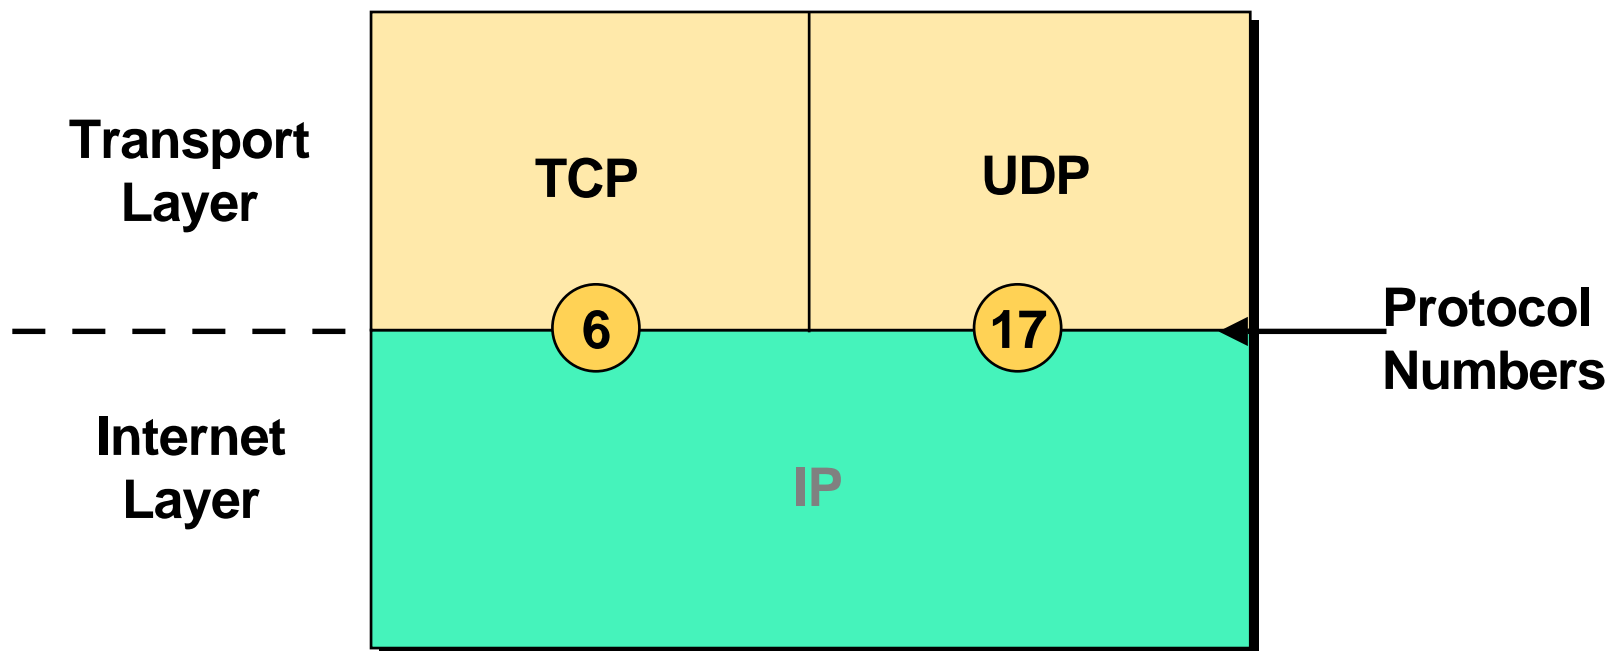 Transport
Layer
TCP
UDP
6
17
Protocol
Numbers
Internet
Layer
IP